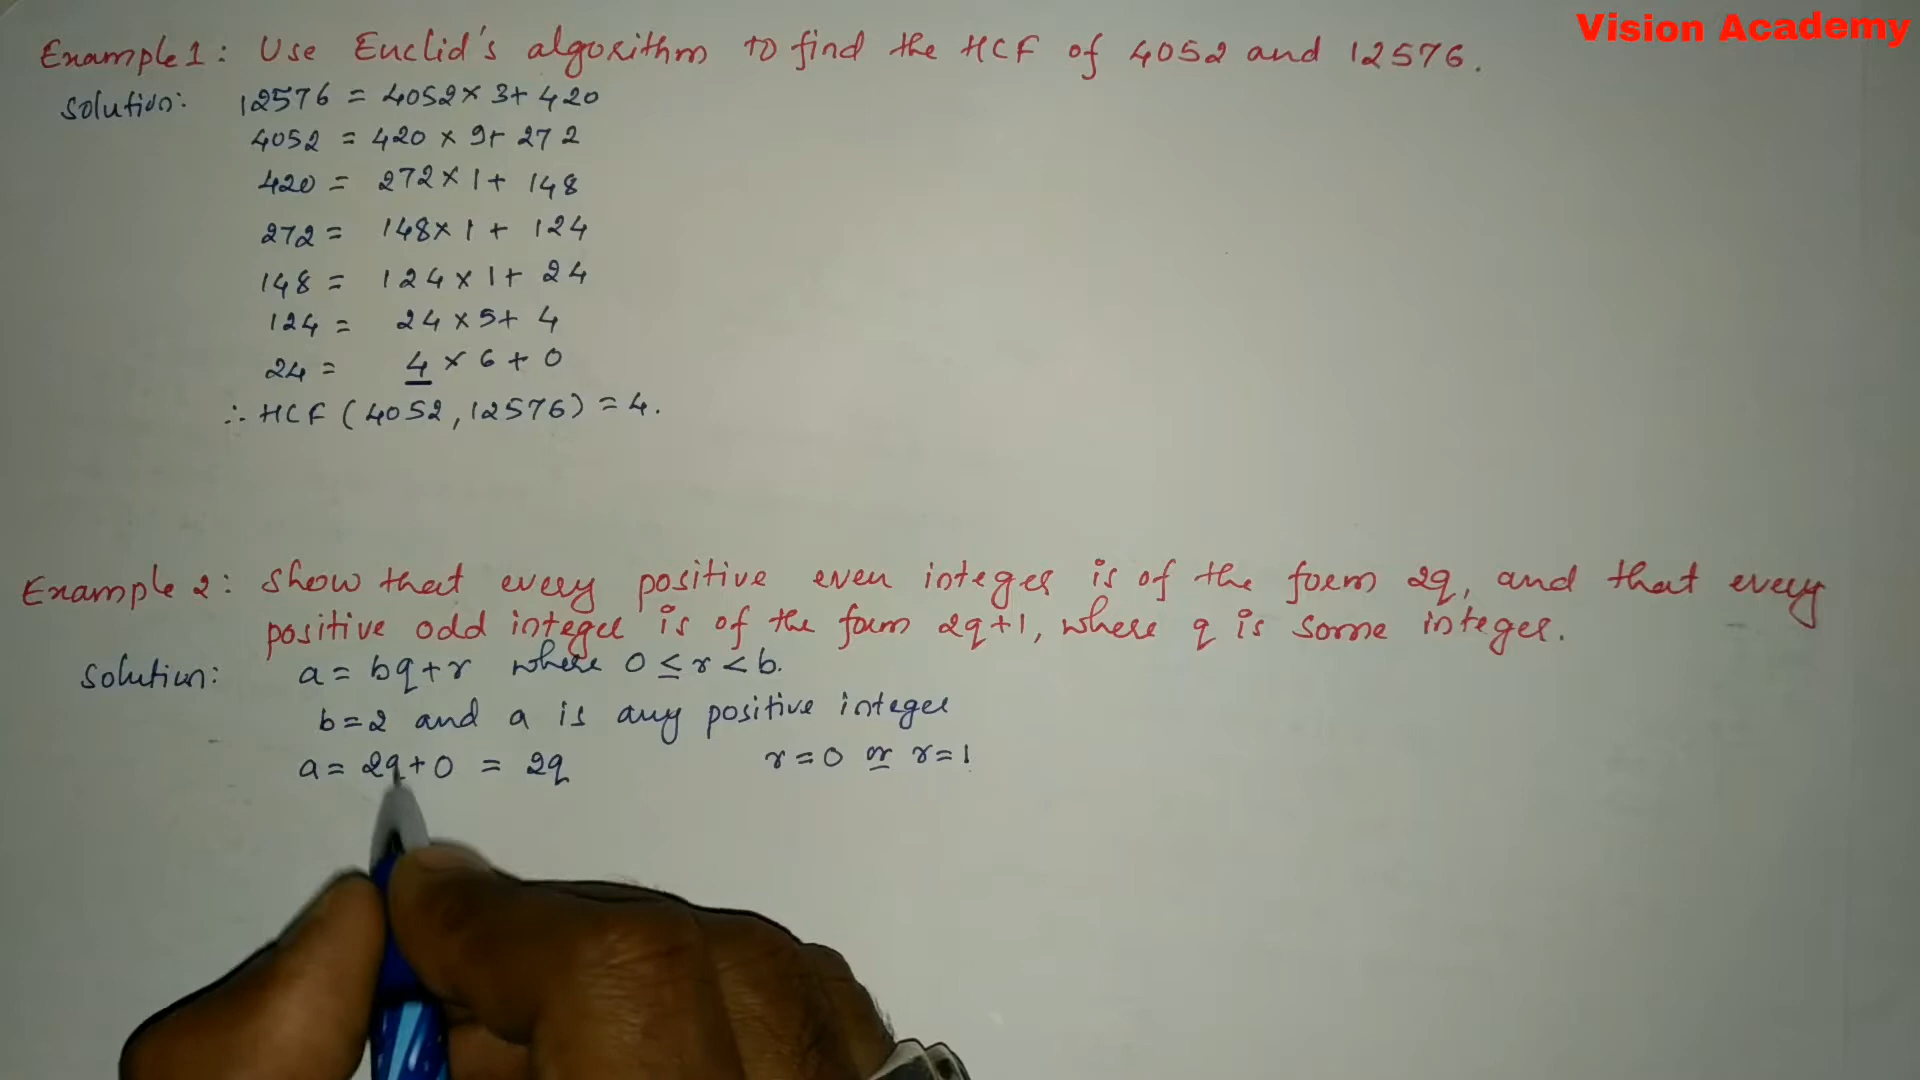 Vision Academy
Example 1: Use Euclid's algorithm to find the HCF of 4052 and 12576.
Solution: 12576 = 4052 × 3 + 420
4052 = 420 × 9 + 272
420 = 272 × 1 + 148
272 = 148 × 1 + 124
148 = 124 × 1 + 24
124 = 24 × 5 + 4
24 = 4 × 6 + 0
∴ HCF (4052, 12576) = 4.
Example 2: Show that every positive even integer is of the form 2q, and that every
positive odd integer is of the form 2q+1, where q is some integer.
Solution: a = bq + r where 0 ≤ r < b.
b = 2 and a is any positive integer
a = 2q + 0 = 2q r = 0 or r = 1